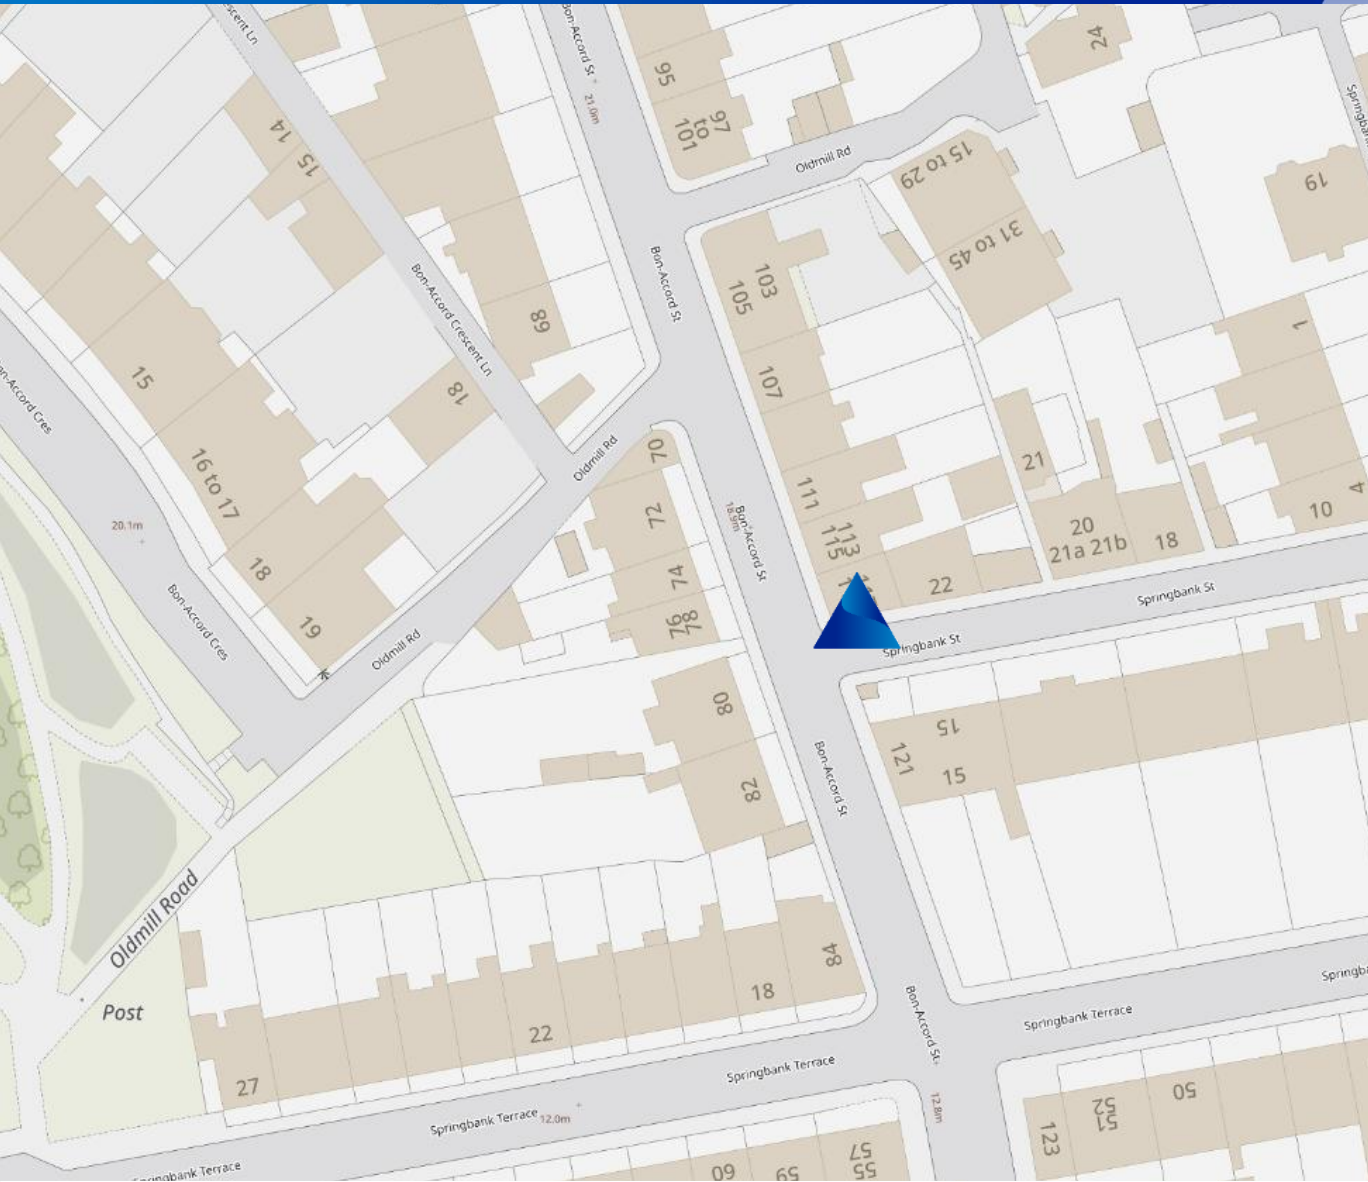 Bon-Accord St
21.0m
95
97
to
101
24
14
15
Oldmill Rd
15 to 29
31 to 45
19
Bon-Accord St
103
105
Bon-Accord Crescent Ln
89
1
15
107
18
70
Oldmill Rd
21
16 to 17
111
72
113
115
20.1m
18.9m
Bon-Accord St
4
10
20
21a 21b
18
18
74
22
Springbank St
Bon-Accord Cres
76
78
19
Oldmill Rd
Springbank St
80
15
121
15
82
Bon-Accord St
Oldmill Road
84
18
Post
22
Bon-Accord St
Springbank Terrace
27
Springbank Terrace
Springbank Terrace
12.0m
12.8m
50
52
51
123
57
55
59
60